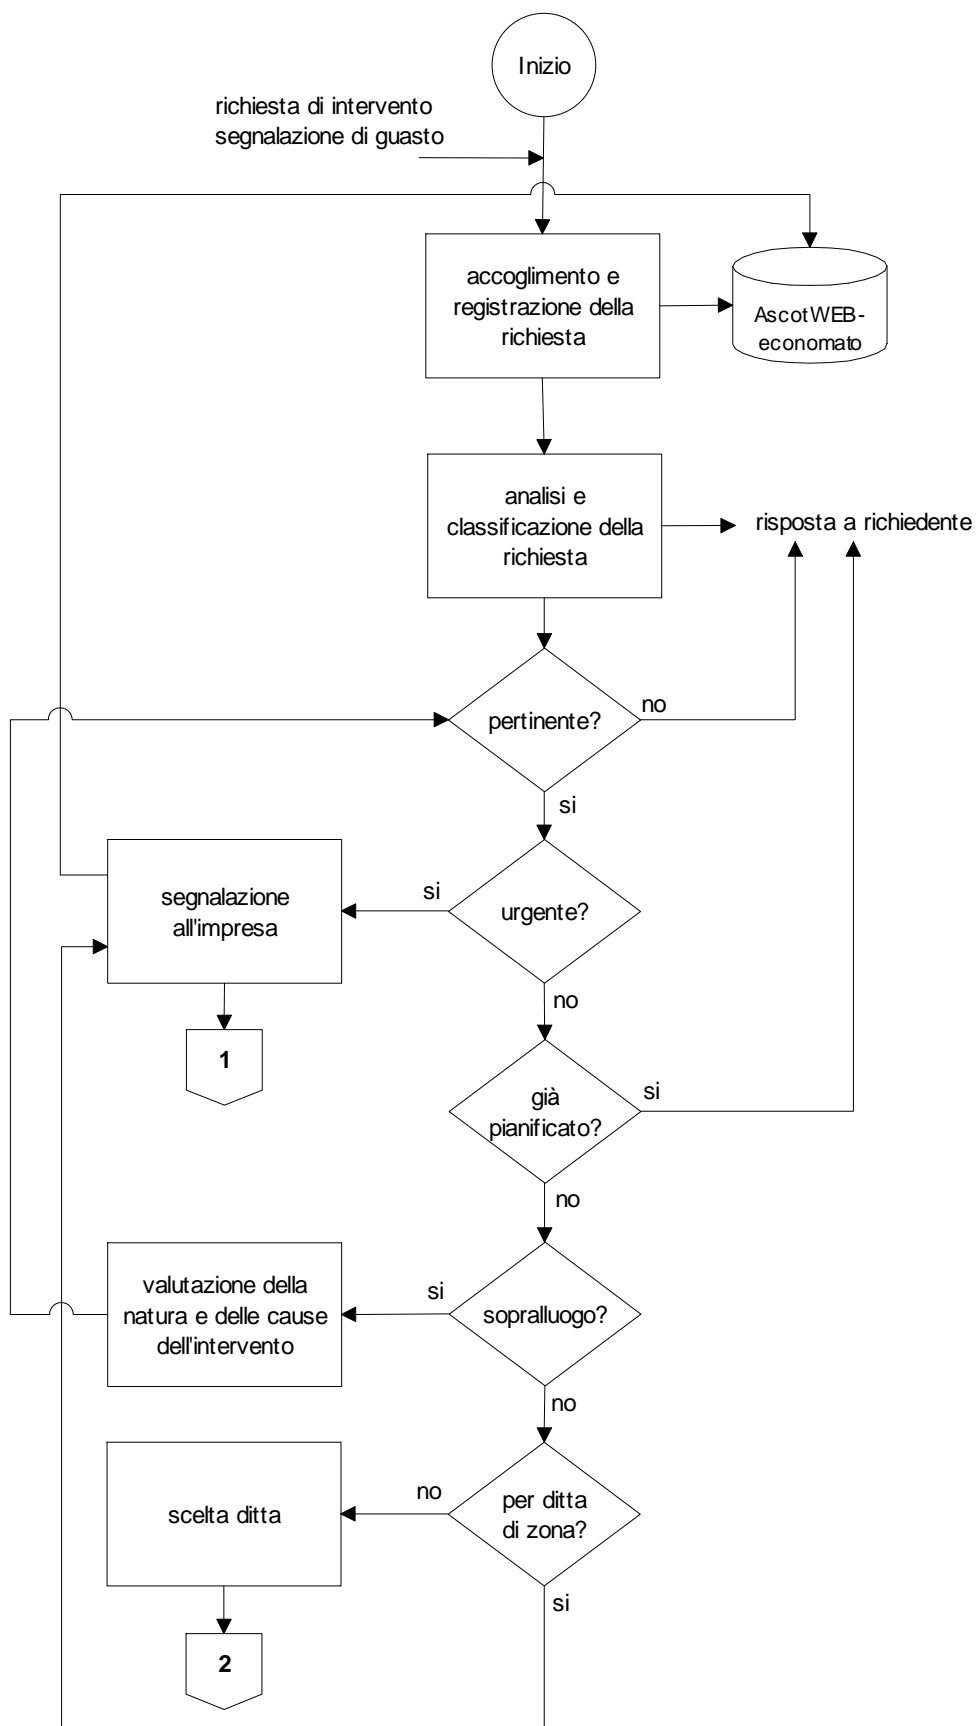 Inizio
richiesta di intervento
segnalazione di guasto
accoglimento e
registrazione della
richiesta
AscotWEB-
economato
analisi e
classificazione della
richiesta
risposta a richiedente
pertinente?
no
si
segnalazione
all'impresa
si
urgente?
no
1
già
pianificato?
si
no
valutazione della
natura e delle cause
dell'intervento
si
sopralluogo?
no
scelta ditta
no
per ditta
di zona?
si
2